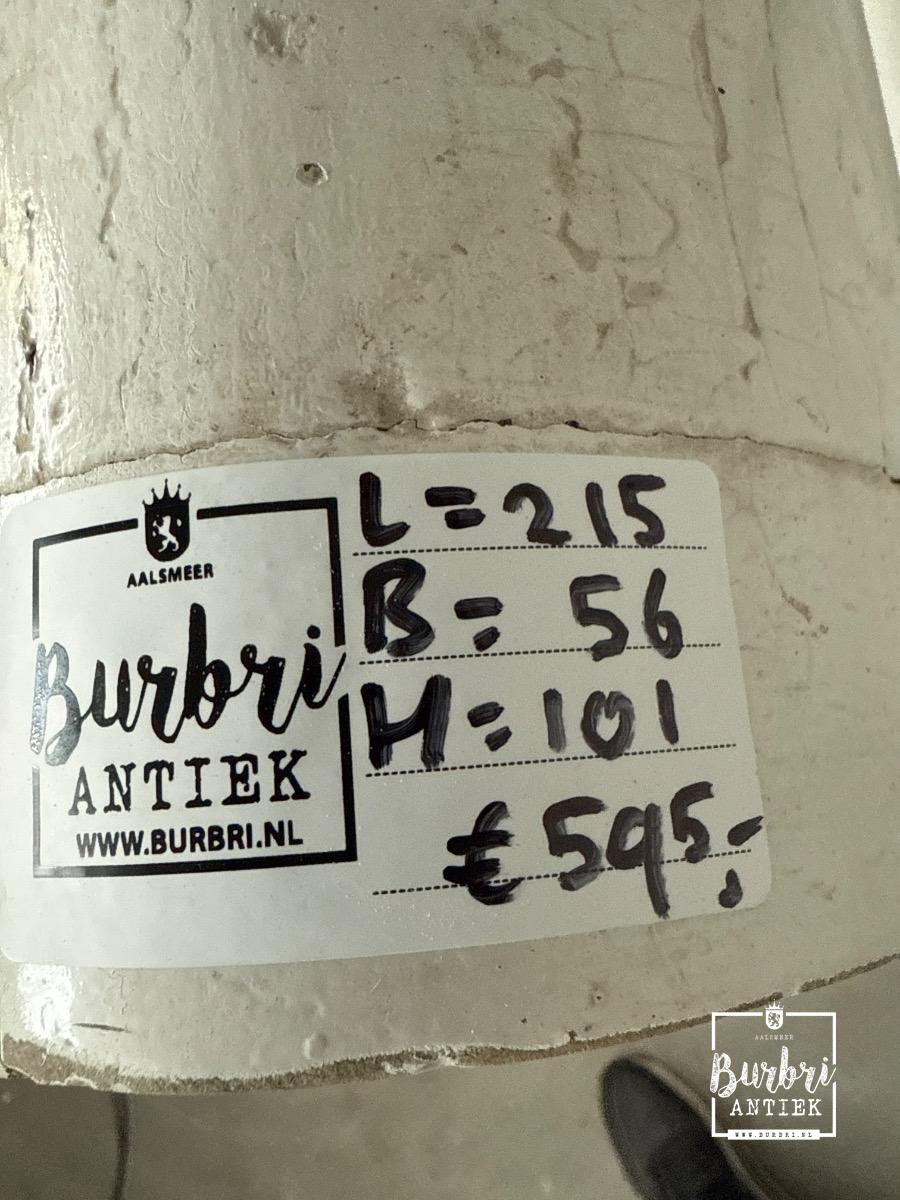 AALSMEER
Burbri
ANTIEK
WWW.BURBRI.NL
L = 215
B = 56
H = 101
€ 595,-
AALSMEER
Burbri
ANTIEK
WWW.BURBRI.NL